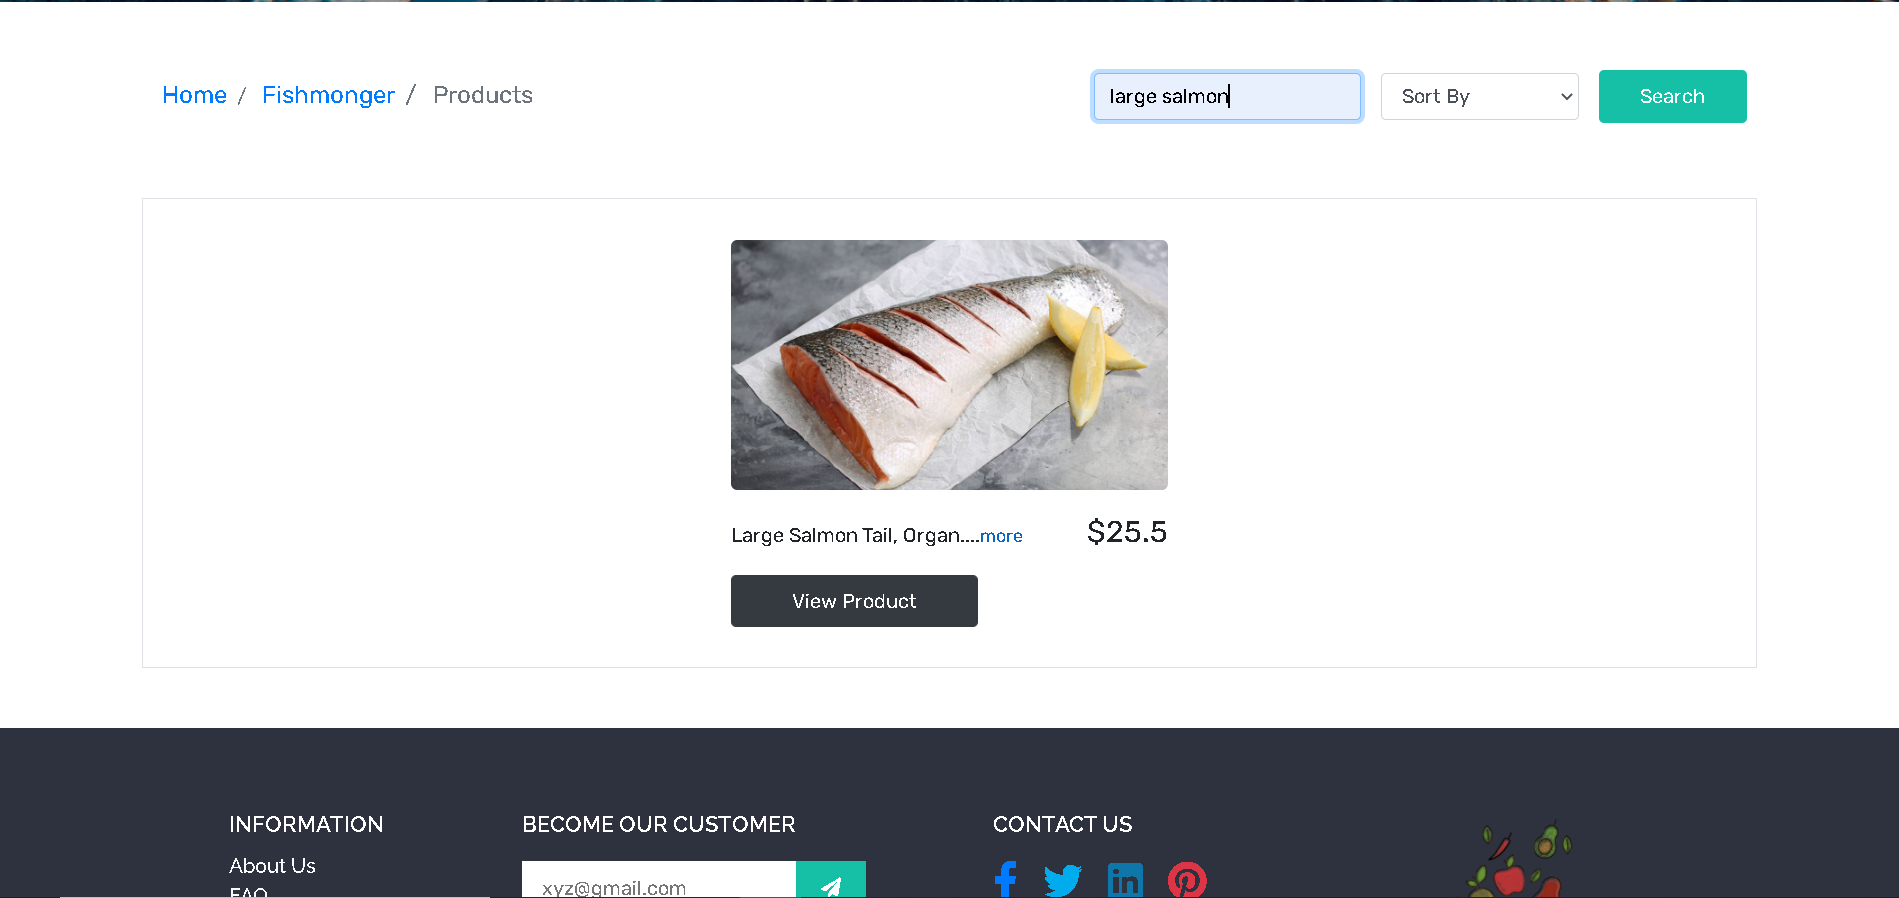 Home / Fishmonger / Products
large salmon
Sort By
Search
Large Salmon Tail, Organ....more
$25.5
View Product
INFORMATION
About Us
FAQ
BECOME OUR CUSTOMER
xyz@gmail.com
CONTACT US